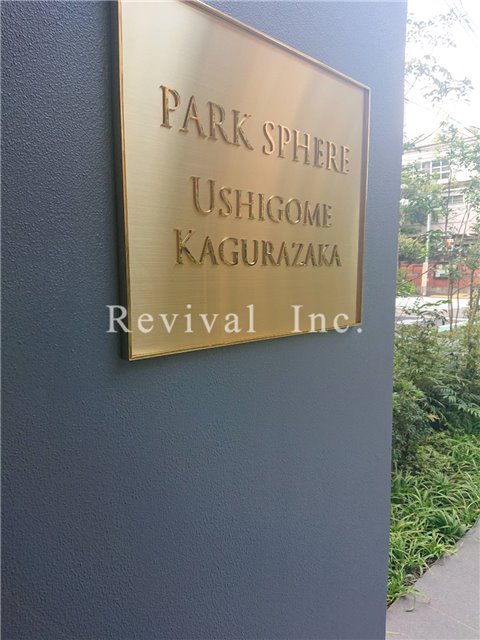 PARK SPHERE
USHIGOME
KAGURAZAKA
Revival Inc.